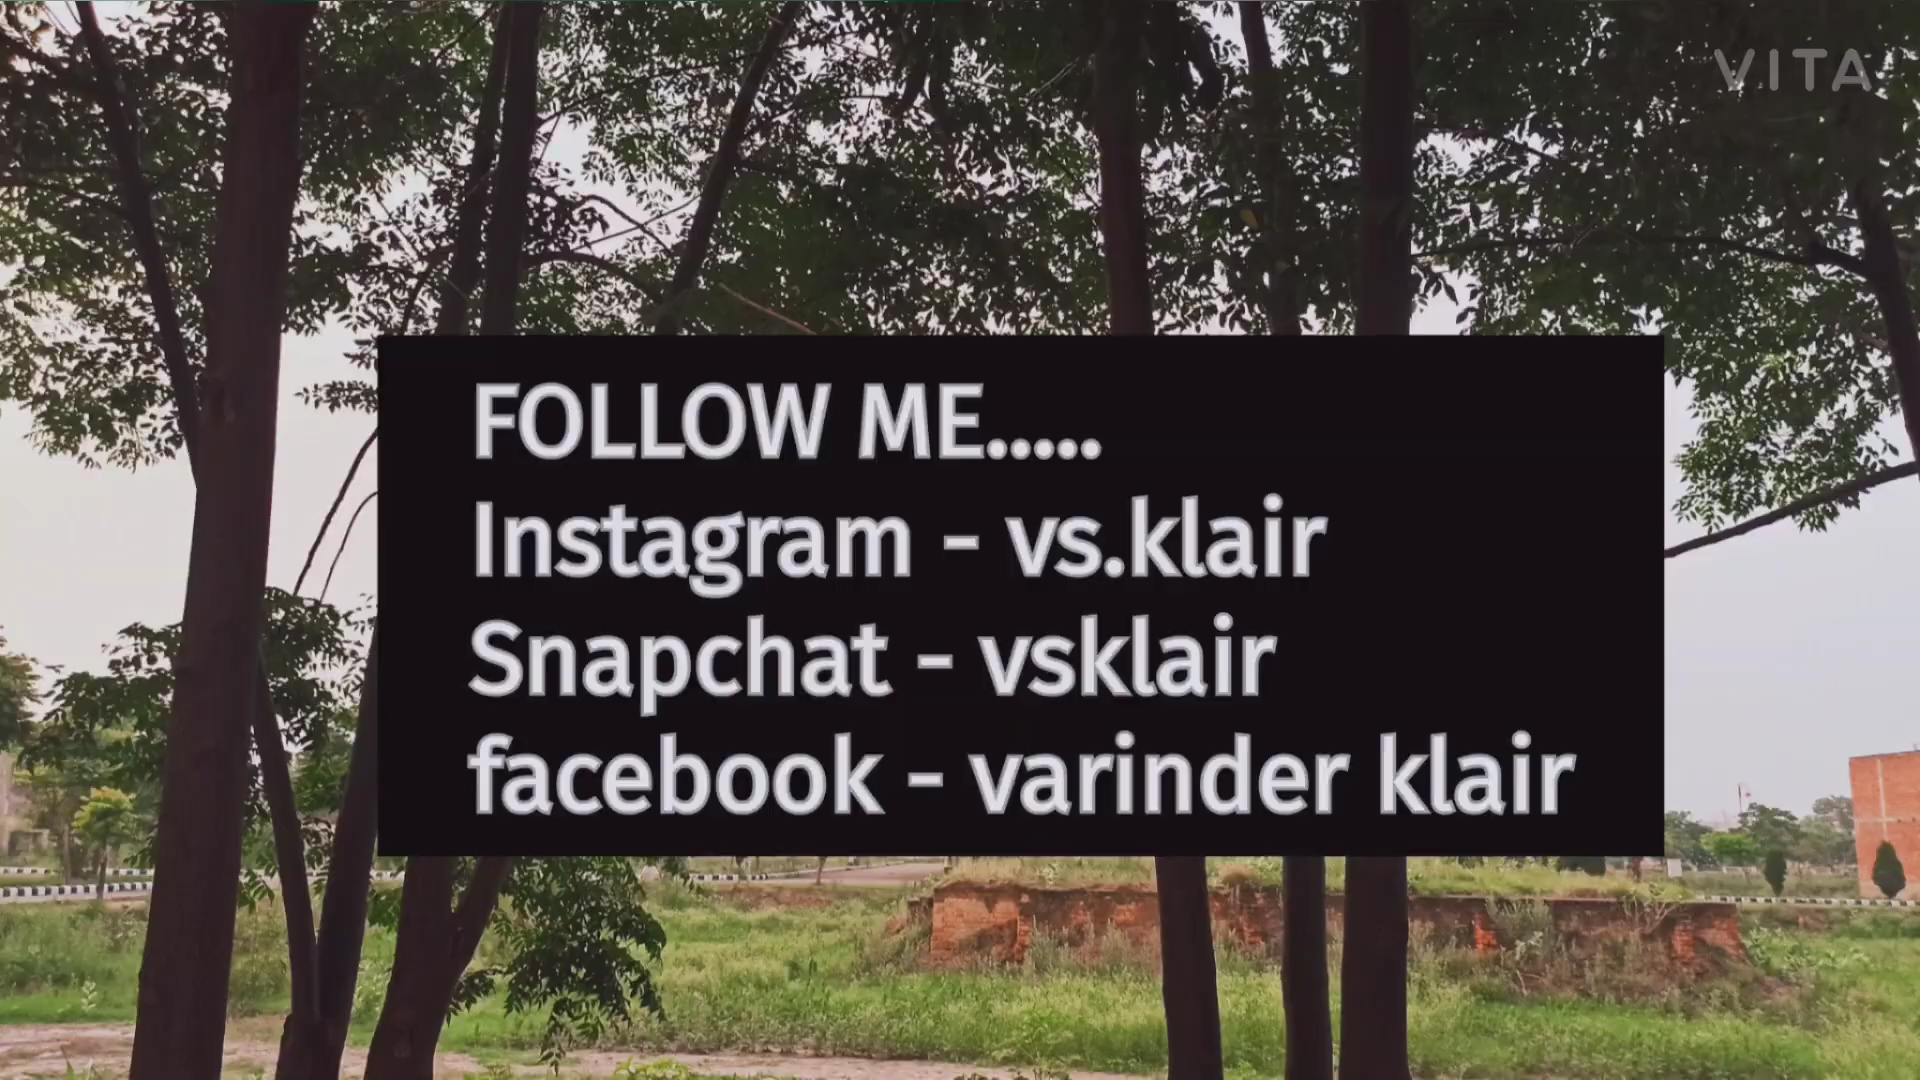 VITA
FOLLOW ME.....
Instagram - vs.klair
Snapchat - vsklair
facebook - varinder klair